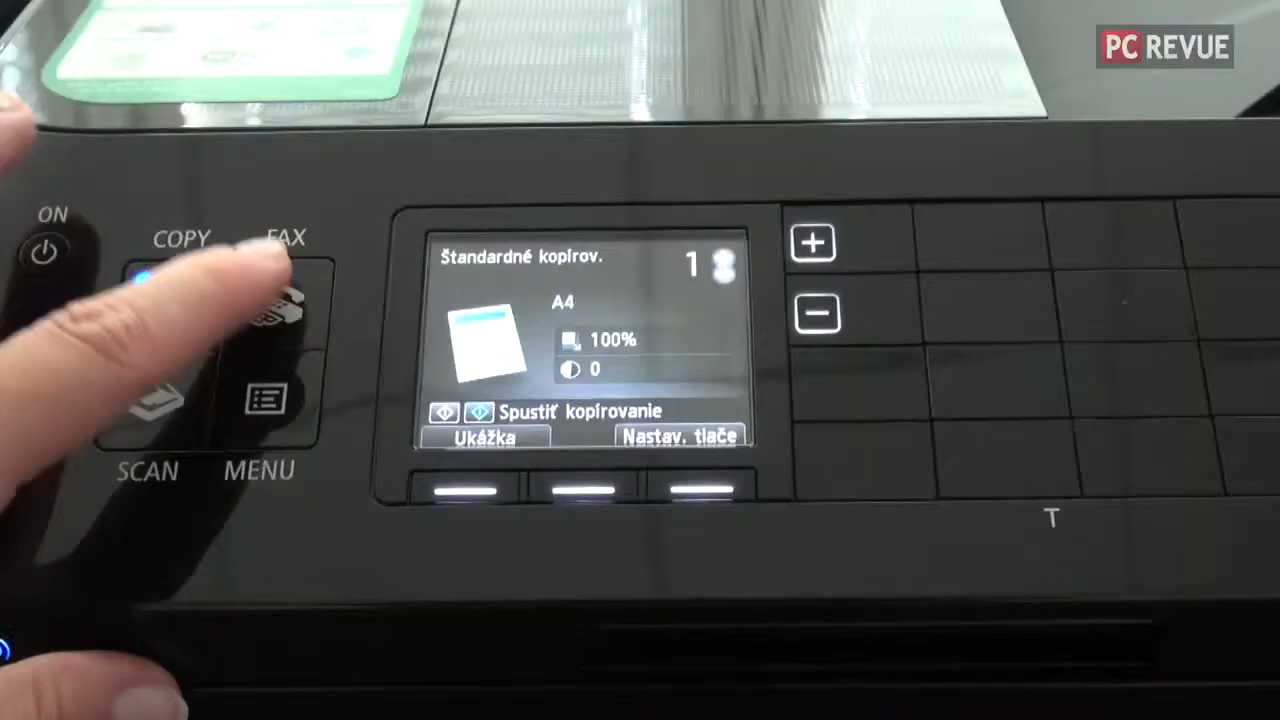 PC REVUE
ON
COPY
FAX
Štandardné kopírov.
1
A4
100%
0
Spustiť kopírovanie
Ukážka
Nastav. tlače
SCAN
MENU
T